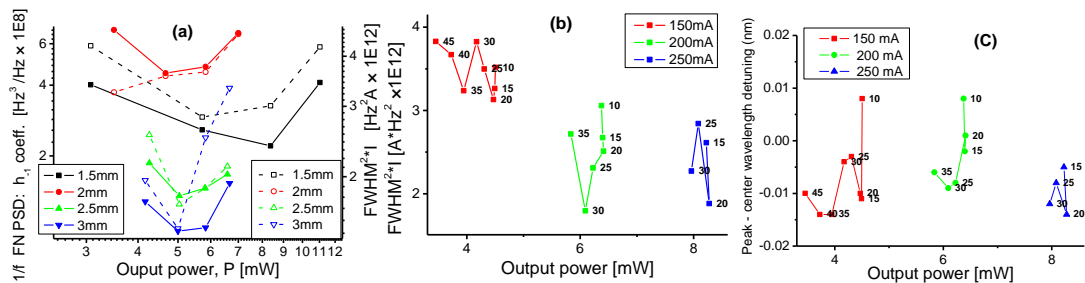 (a)
1/f FN PSD: h_-1 coeff. [Hz³/Hz × 1E8]
6
4
2
3 4 5 6 7 8 9 10 11 12
Ouput power, P [mW]
1.5mm
2mm
2.5mm
3mm
1.5mm
2mm
2.5mm
3mm
4
3
2
FWHM²*I [Hz²A × 1E12]
(b)
FWHM²*I [A*Hz² ×1E12]
4
3
2
4 6 8
Output power [mW]
150mA
200mA
250mA
45
40
35
30
25
10
15
20
10
15
20
25
35
30
25
15
30
20
(C)
Peak - center wavelength detuning (nm)
0.02
0.01
0.00
-0.01
-0.02
4 6 8
Output power [mW]
150 mA
200 mA
250 mA
10
25
30
45
20
15
40
35
10
20
15
35
25
30
5
25
30
20